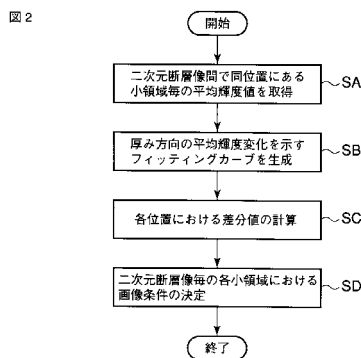 図2
開始
二次元断層像間で同位置にある
小領域毎の平均輝度値を取得
SA
厚み方向の平均輝度変化を示す
フィッティングカーブを生成
SB
各位置における差分値の計算
SC
二次元断層像毎の各小領域における
画像条件の決定
SD
終了